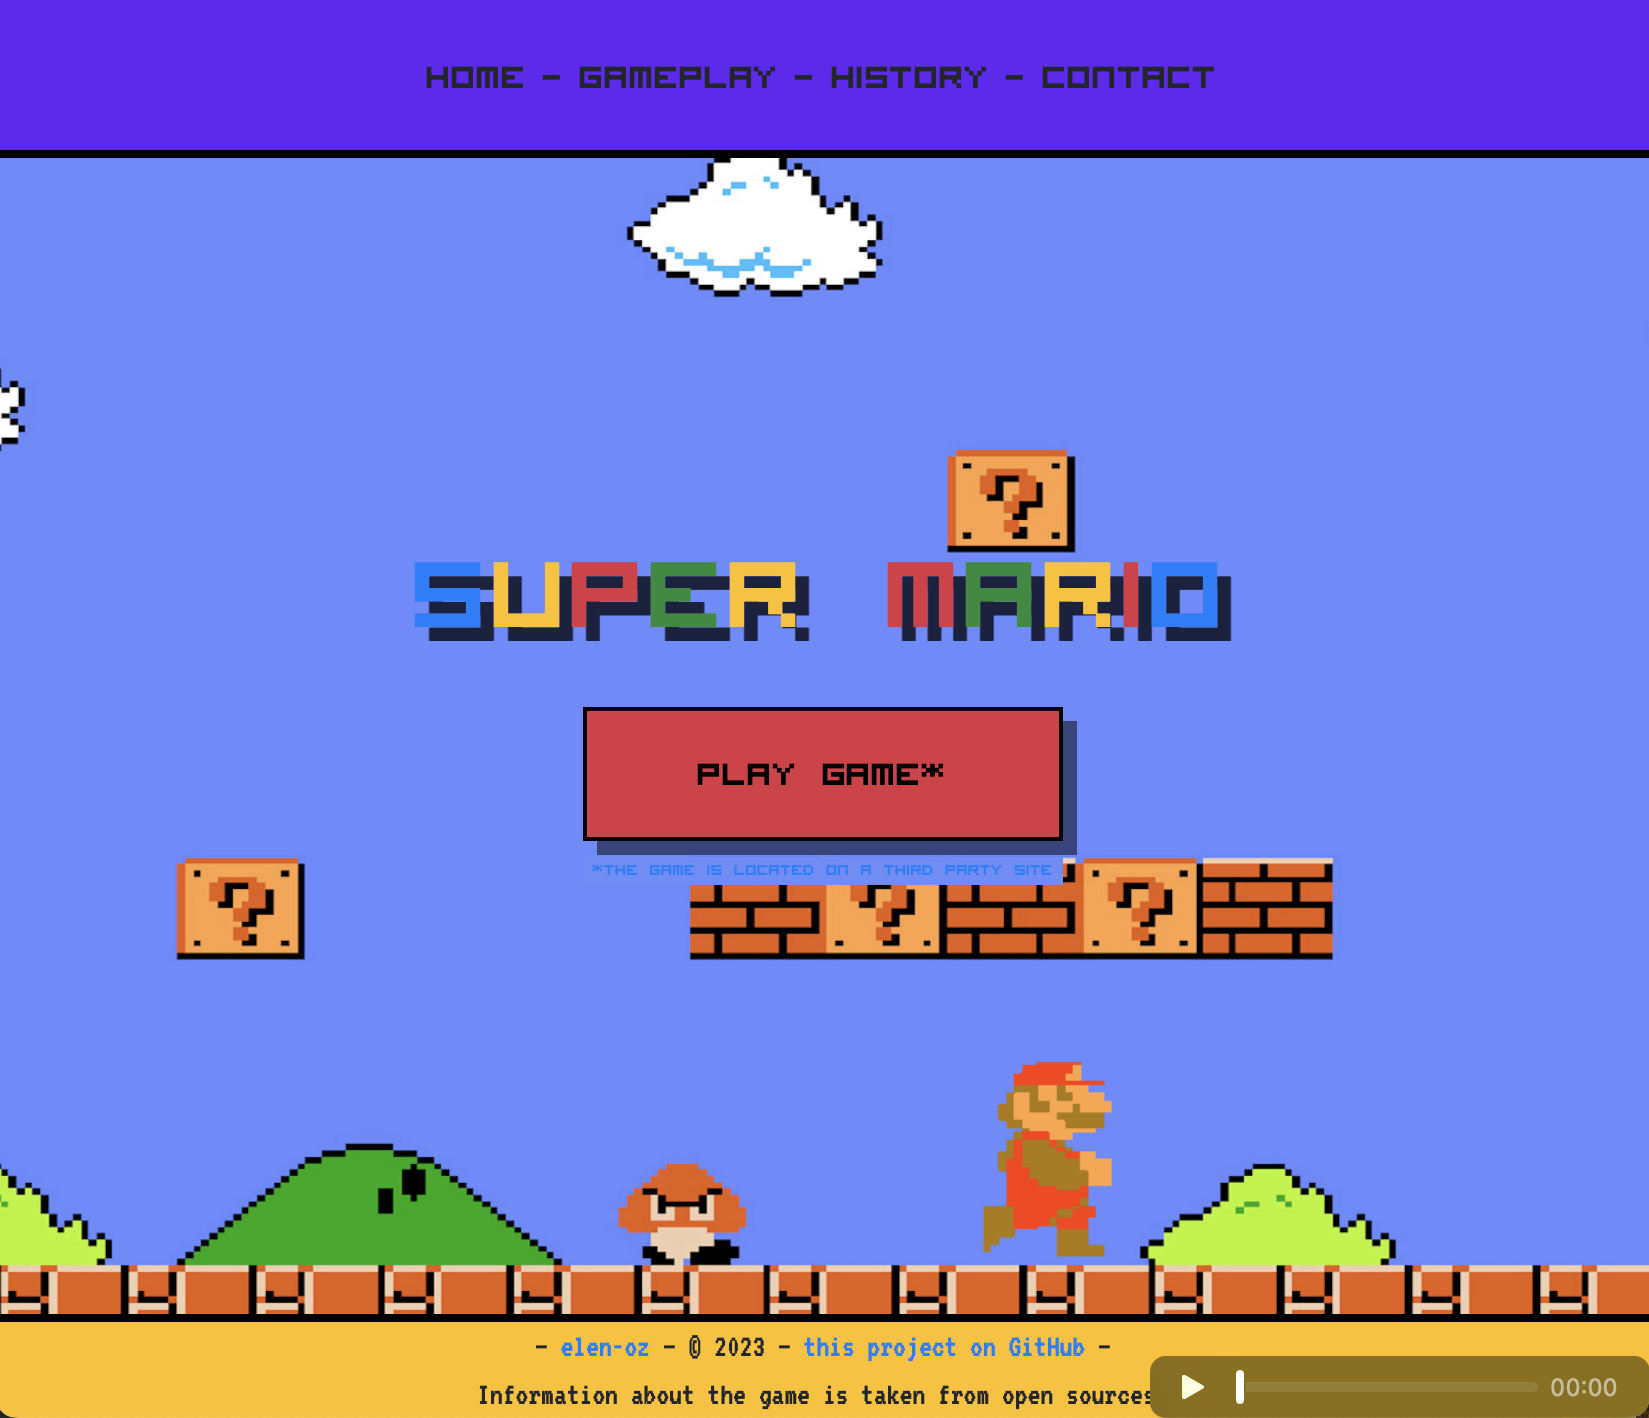 HOME - GAMEPLAY - HISTORY - CONTACT
?
SUPER MARIO
PLAY GAME*
*THE GAME IS LOCATED ON A THIRD PARTY SITE
? ? ?
- elen-oz - © 2023 - this project on GitHub -
Information about the game is taken from open sources
00:00